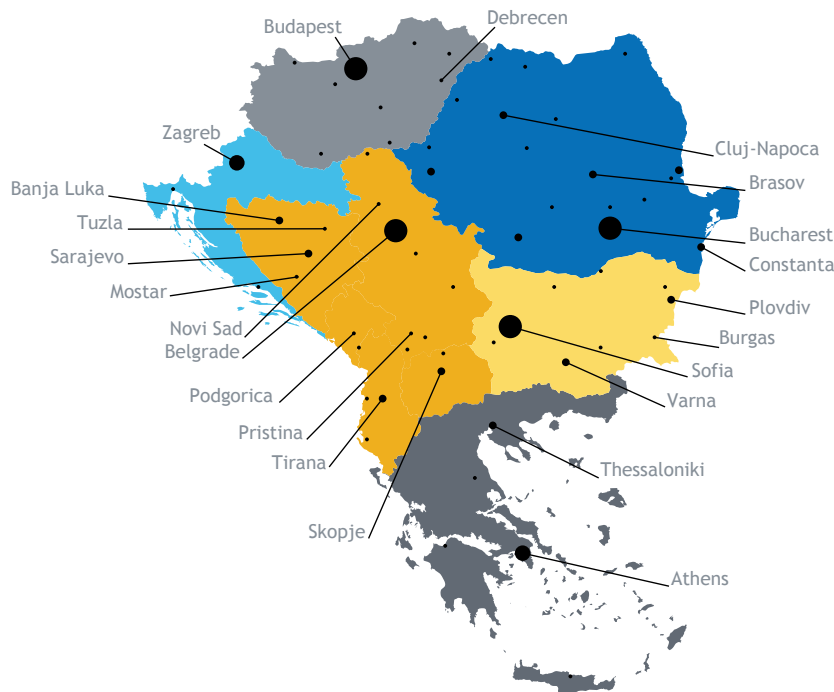 Debrecen
Budapest
Zagreb
Cluj-Napoca
Banja Luka
Brasov
Tuzla
Bucharest
Sarajevo
Constanta
Mostar
Plovdiv
Novi Sad
Burgas
Belgrade
Sofia
Podgorica
Varna
Pristina
Tirana
Thessaloniki
Skopje
Athens